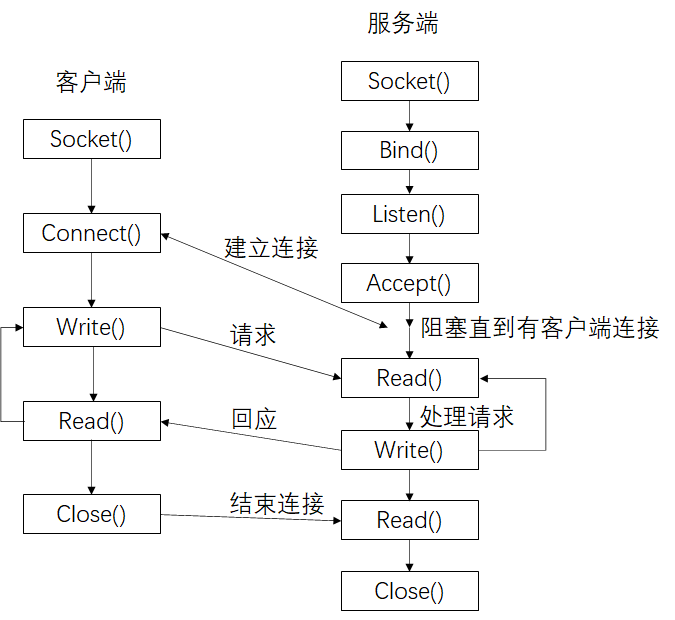 服务端
客户端
Socket()
Socket()
Bind()
Listen()
Connect()
建立连接
Accept()
Write()
请求
阻塞直到有客户端连接
Read()
Read()
回应
处理请求
Write()
Close()
结束连接
Read()
Close()